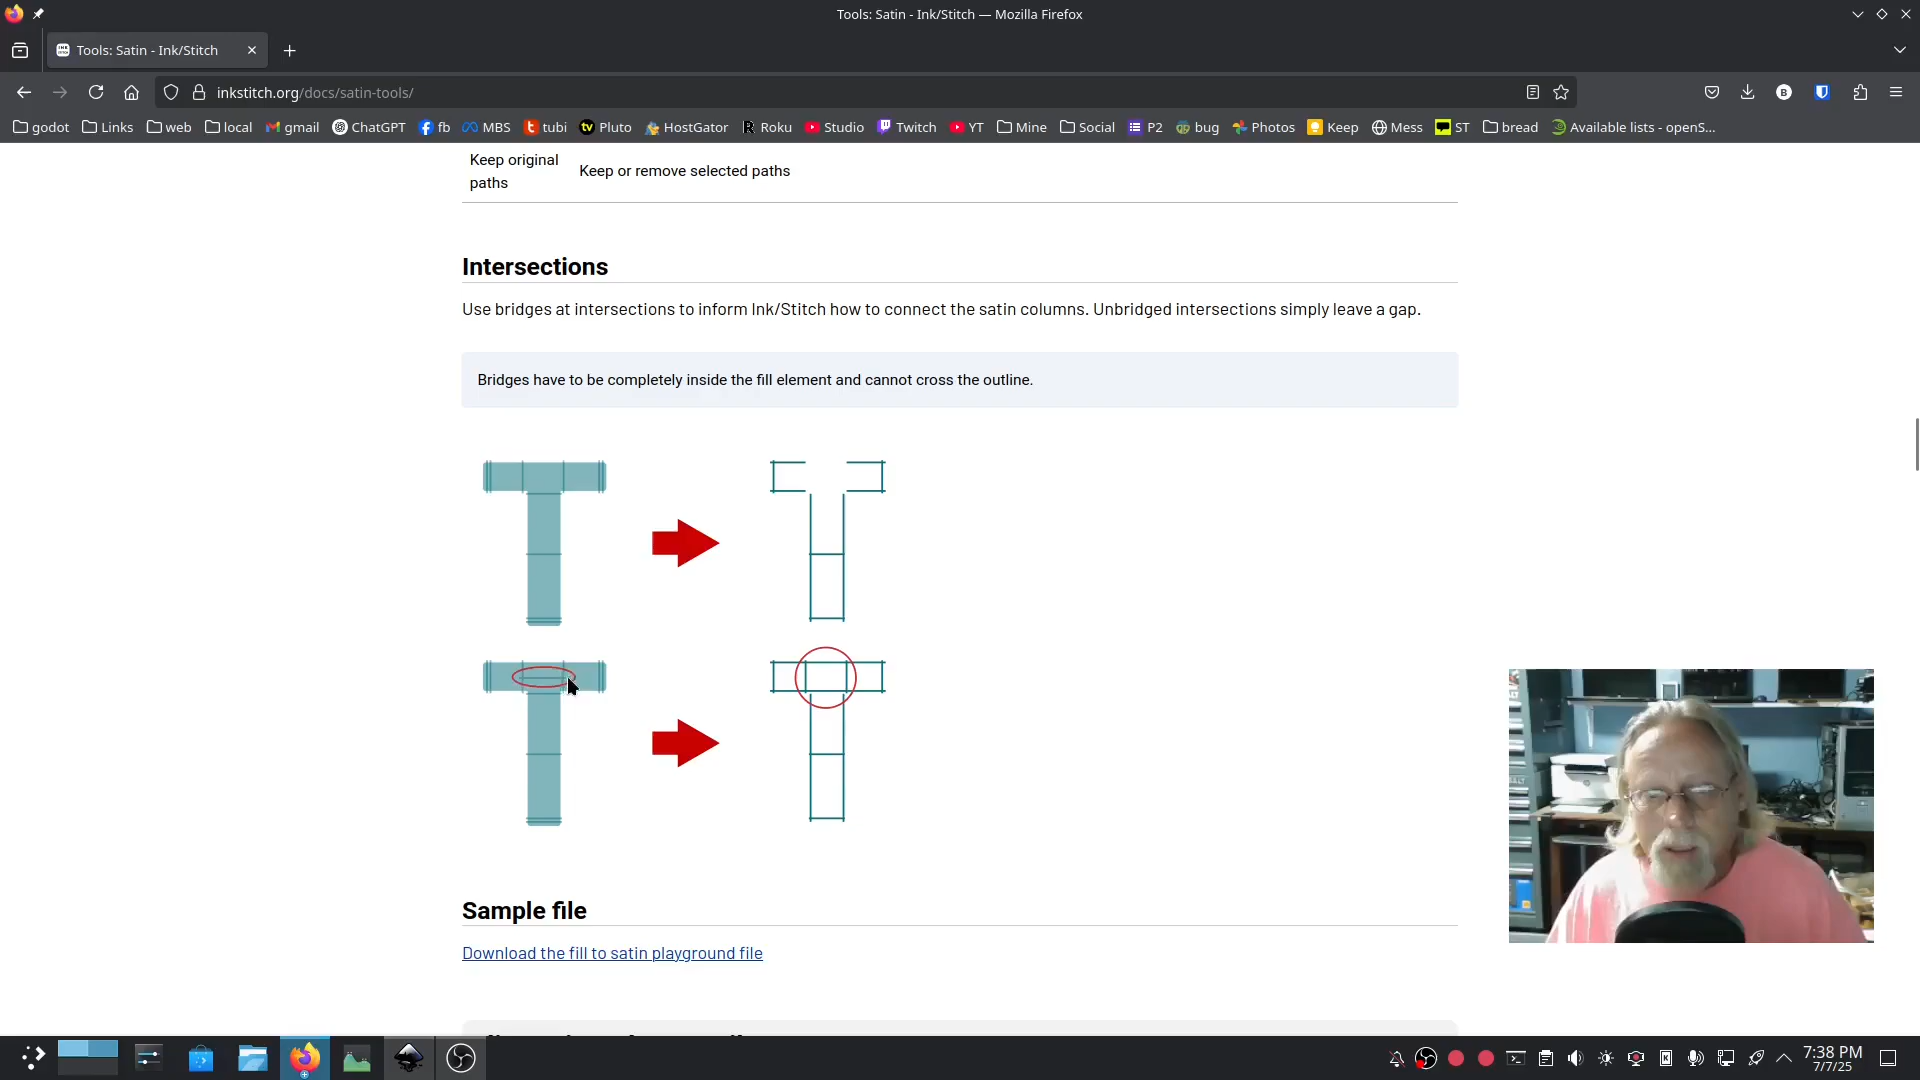 Tools: Satin - Ink/Stitch — Mozilla Firefox
Tools: Satin - Ink/Stitch
inkstitch.org/docs/satin-tools/
godot Links web local gmail ChatGPT fb MBS tubi Pluto HostGator Roku Studio Twitch YT Mine Social P2 bug Photos Keep Mess ST bread Available lists - openS...
Keep original
paths
Keep or remove selected paths
Intersections
Use bridges at intersections to inform Ink/Stitch how to connect the satin columns. Unbridged intersections simply leave a gap.
Bridges have to be completely inside the fill element and cannot cross the outline.
Sample file
Download the fill to satin playground file
7:38 PM
7/7/25